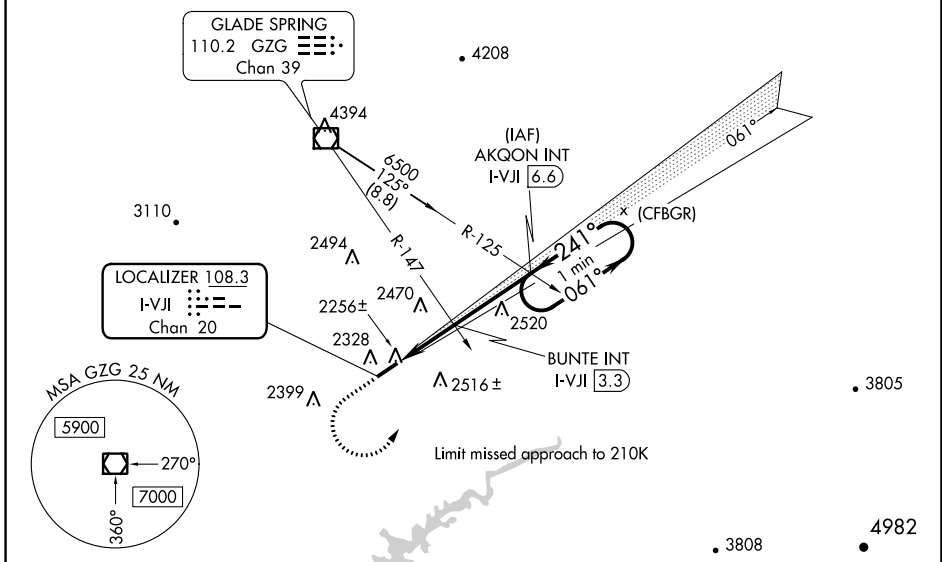 GLADE SPRING
110.2 GZG
Chan 39
4208
4394
(IAF)
AKQON INT
I-VJI 6.6
061°
6500
125°
(8.8)
3110
R-125
R-147
241°
x (CFBGR)
1 min
061°
2494
LOCALIZER 108.3
I-VJI
Chan 20
2470
2256±
2520
2328
BUNTE INT
I-VJI 3.3
2399
2516±
3805
MSA GZG 25 NM
5900
270°
7000
360°
Limit missed approach to 210K
4982
3808